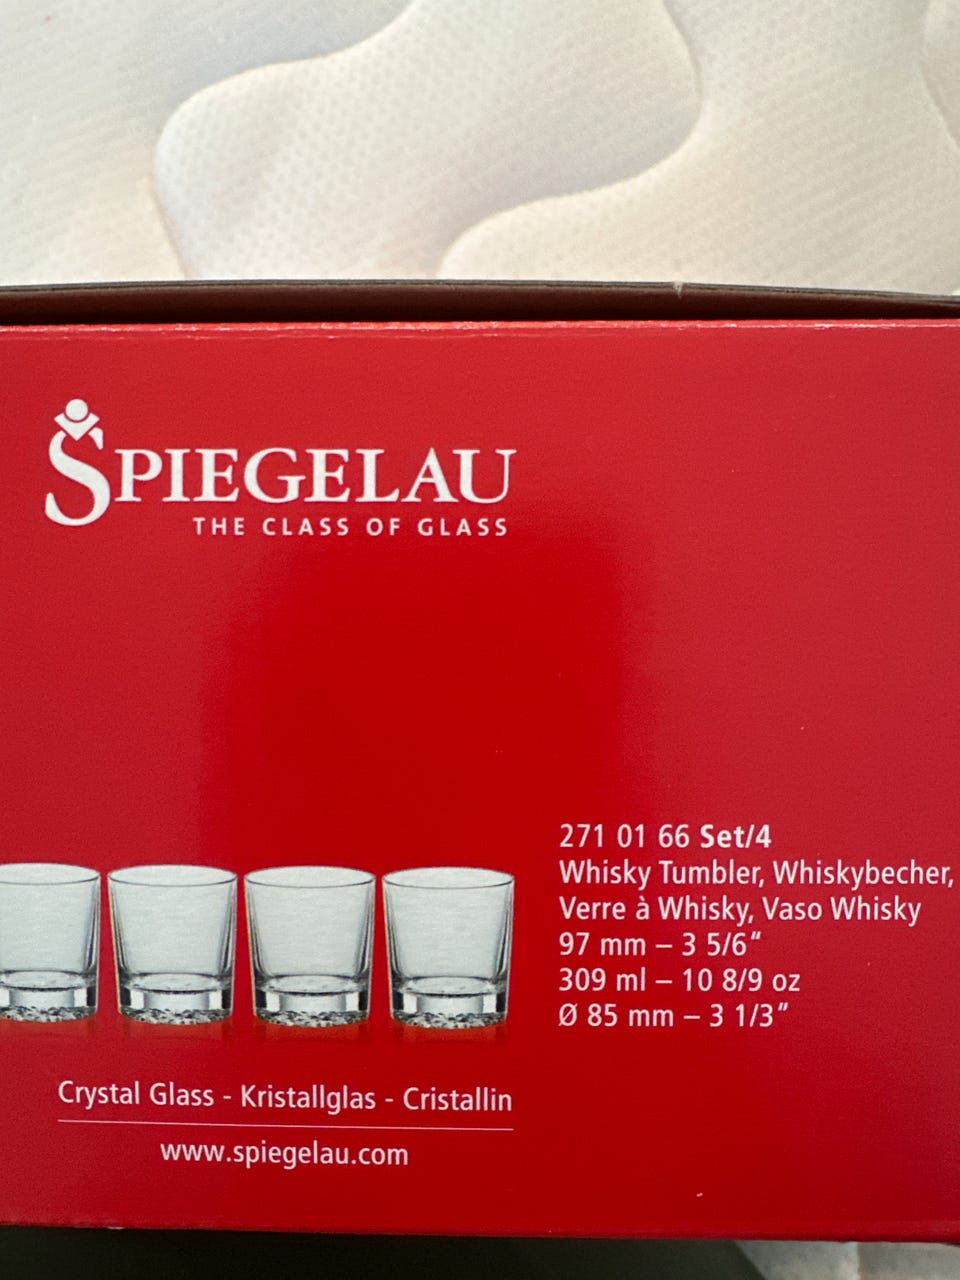 SPIEGELAU
THE CLASS OF GLASS
271 01 66 Set/4
Whisky Tumbler, Whiskybecher,
Verre à Whisky, Vaso Whisky
97 mm – 3 5/6“
309 ml – 10 8/9 oz
Ø 85 mm – 3 1/3“
Crystal Glass - Kristallglas - Cristallin
www.spiegelau.com